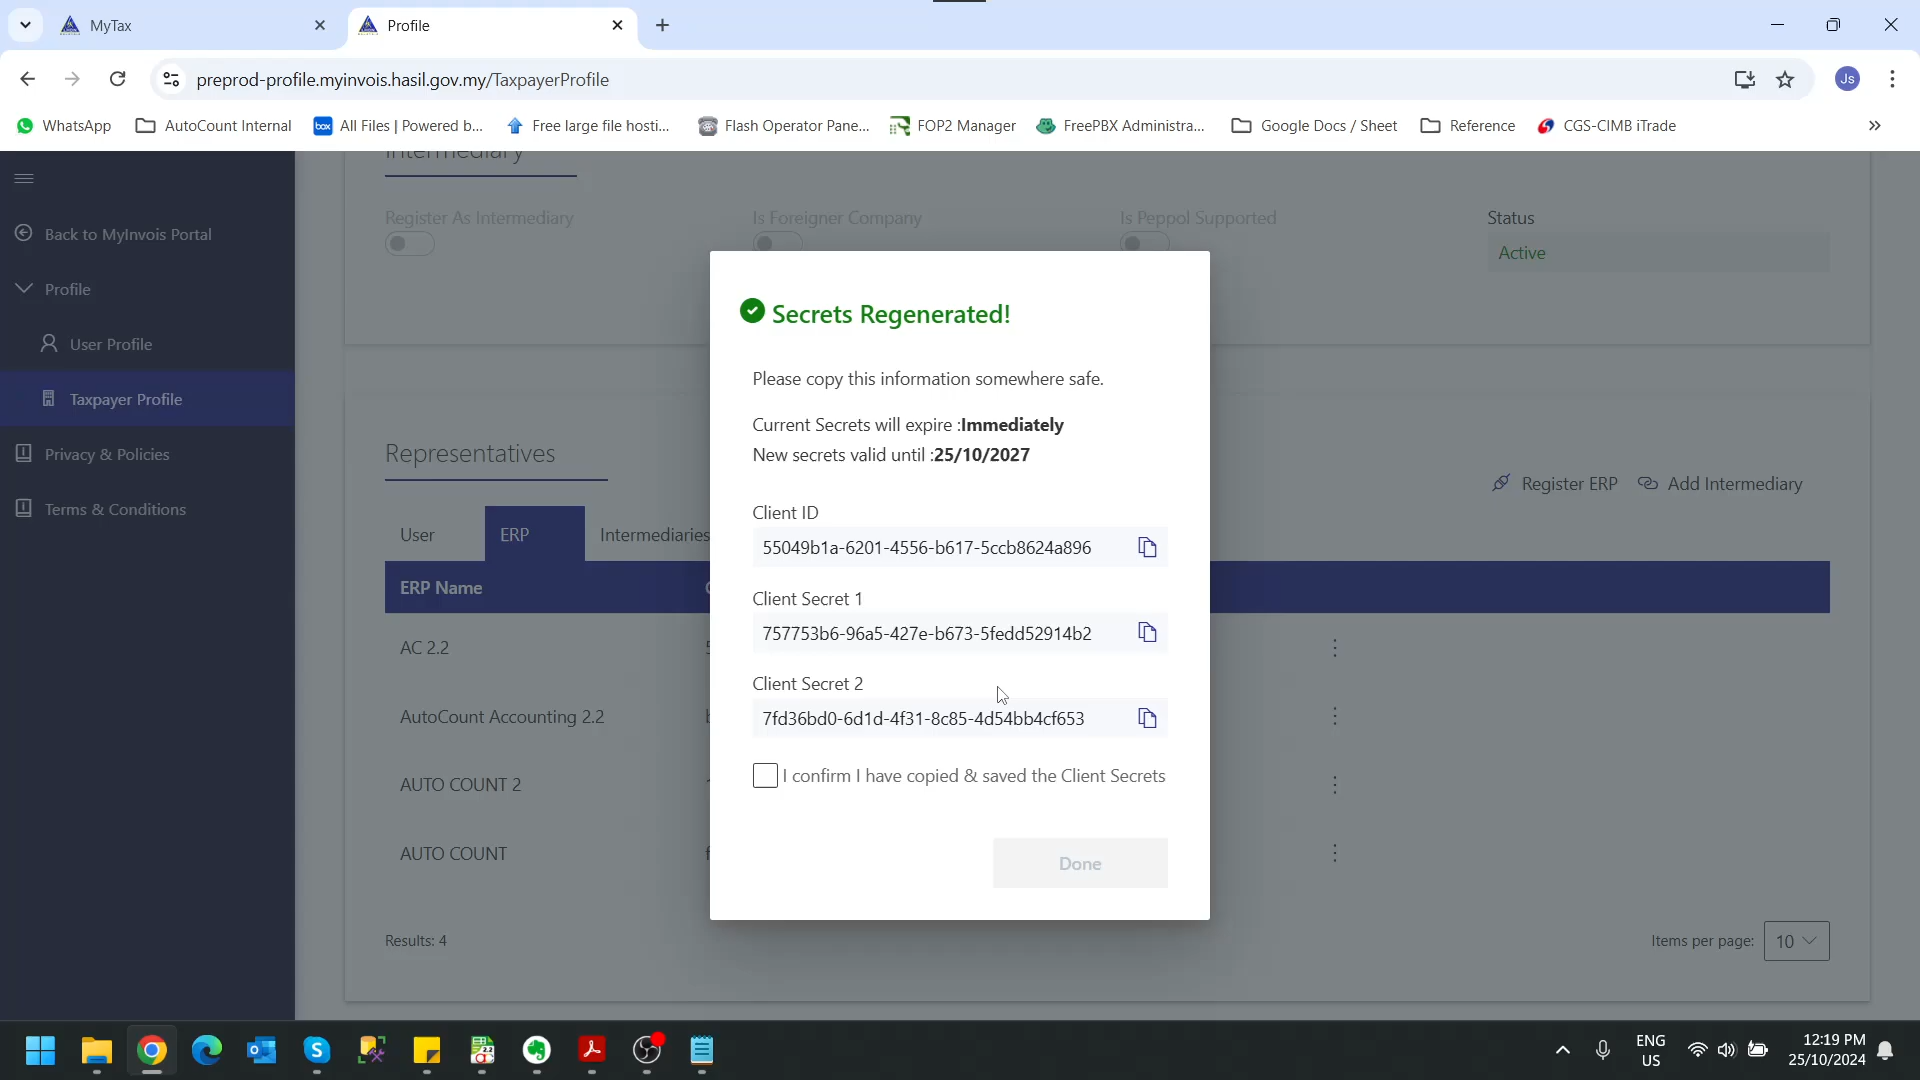 MyTax
Profile
preprod-profile.myinvois.hasil.gov.my/TaxpayerProfile
Js
WhatsApp
AutoCount Internal
box
All Files | Powered b...
Free large file hosti...
Flash Operator Pane...
FOP2 Manager
FreePBX Administra...
Google Docs / Sheet
Reference
CGS-CIMB iTrade
Back to MyInvois Portal
Profile
User Profile
Taxpayer Profile
Privacy & Policies
Terms & Conditions
Intermediary
Register As Intermediary
Is Foreigner Company
Is Peppol Supported
Status
Active
Representatives
Register ERP
Add Intermediary
User
ERP
Intermediaries
ERP Name
AC 2.2
AutoCount Accounting 2.2
AUTO COUNT 2
AUTO COUNT
Results: 4
Items per page:
10
Secrets Regenerated!
Please copy this information somewhere safe.
Current Secrets will expire :Immediately
New secrets valid until :25/10/2027
Client ID
55049b1a-6201-4556-b617-5ccb8624a896
Client Secret 1
757753b6-96a5-427e-b673-5fedd52914b2
Client Secret 2
7fd36bd0-6d1d-4f31-8c85-4d54bb4cf653
I confirm I have copied & saved the Client Secrets
Done
ENG
US
12:19 PM
25/10/2024